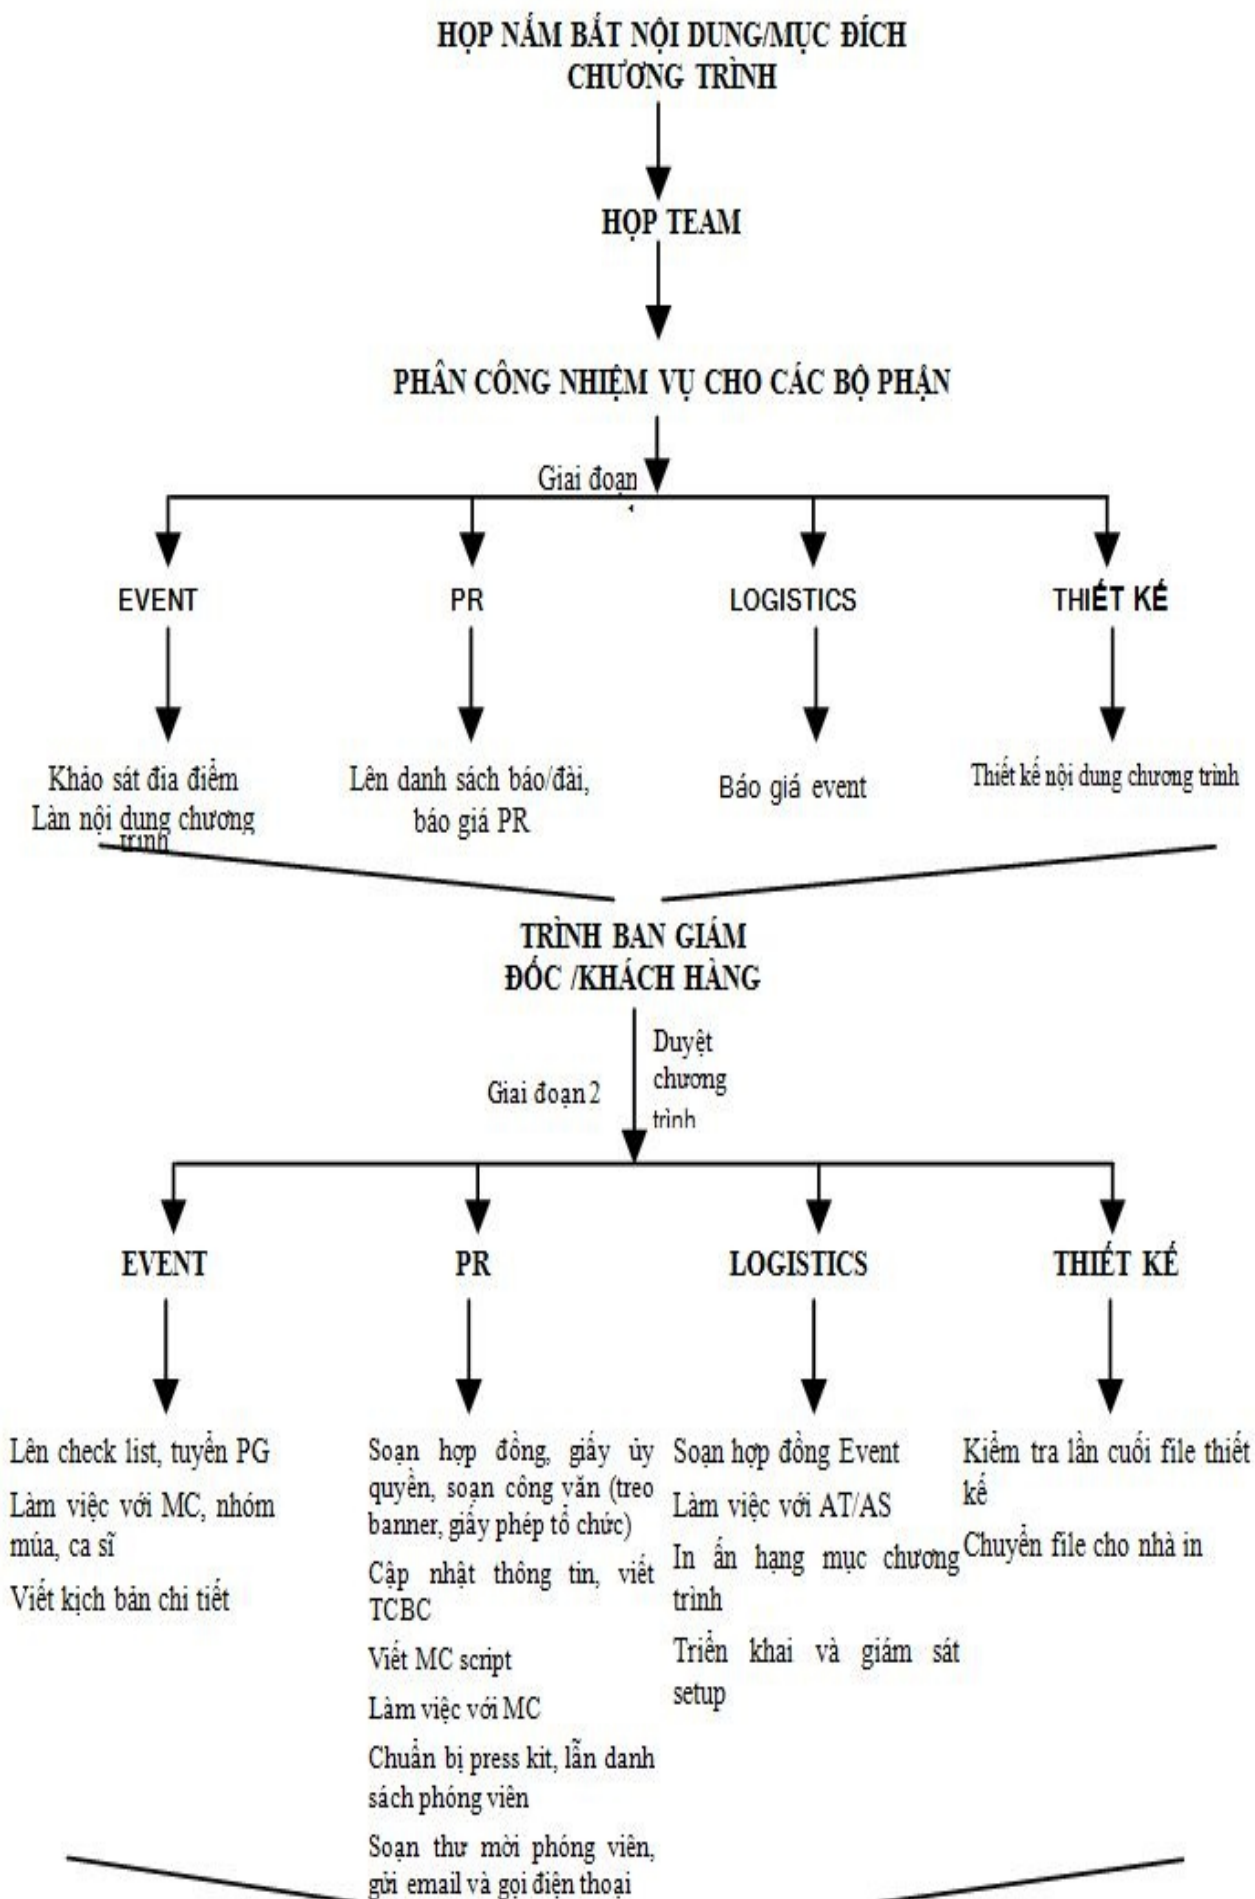 HỌP NẮM BẮT NỘI DUNG/MỤC ĐÍCH
CHƯƠNG TRÌNH
HỌP TEAM
PHÂN CÔNG NHIỆM VỤ CHO CÁC BỘ PHẬN
Giai đoạn
EVENT
PR
LOGISTICS
THIẾT KẾ
Khảo sát đia điểm
Làn nội dung chương
trình
Lên danh sách báo/đài,
báo giá PR
Báo giá event
Thiết kế nội dung chương trình
TRÌNH BAN GIÁM
ĐỐC /KHÁCH HÀNG
Duyệt
chương
trình
Giai đoạn 2
EVENT
PR
LOGISTICS
THIẾT KẾ
Lên check list, tuyển PG
Làm việc với MC, nhóm
múa, ca sĩ
Viết kịch bản chi tiết
Soạn hợp đồng, giấy ủy
quyền, soạn công văn (treo
banner, giấy phép tổ chức)
Cập nhật thông tin, viết
TCBC
Viết MC script
Làm việc với MC
Chuẩn bị press kit, lẫn danh
sách phóng viên
Soạn thư mời phóng viên,
gửi email và gọi điện thoại
Soạn hợp đồng Event
Làm việc với AT/AS
In ấn hạng mục chương
trình
Triển khai và giám sát
setup
Kiểm tra lần cuối file thiết
kế
Chuyển file cho nhà in